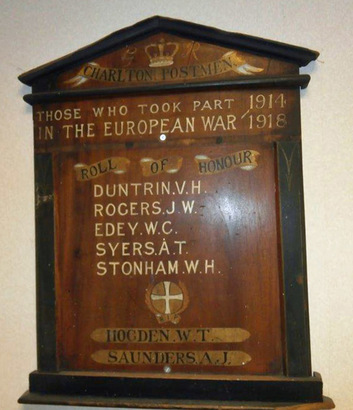 G R
CHARLTON POSTMEN
THOSE WHO TOOK PART
IN THE EUROPEAN WAR
1914
1918
ROLL OF HONOUR
DUNTRIN.V.H.
ROGERS.J.W.
EDEY.W.C.
SYERS.A.T.
STONHAM.W.H.
HOGDEN.W.T.
SAUNDERS.A.J.